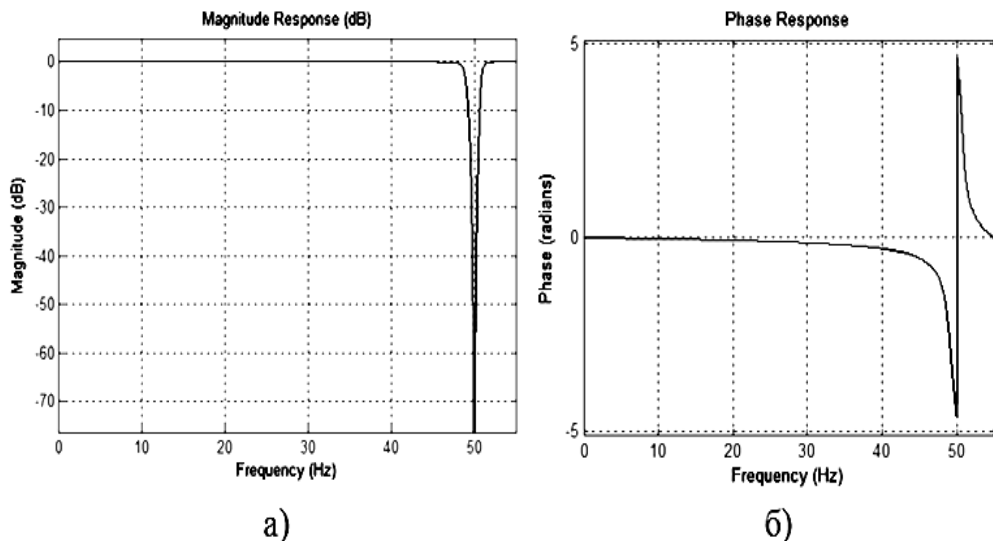 Magnitude Response (dB)
0
-10
-20
-30
-40
-50
-60
-70
Magnitude (dB)
0 10 20 30 40 50
Frequency (Hz)
а)
Phase Response
5
0
-5
Phase (radians)
0 10 20 30 40 50
Frequency (Hz)
б)